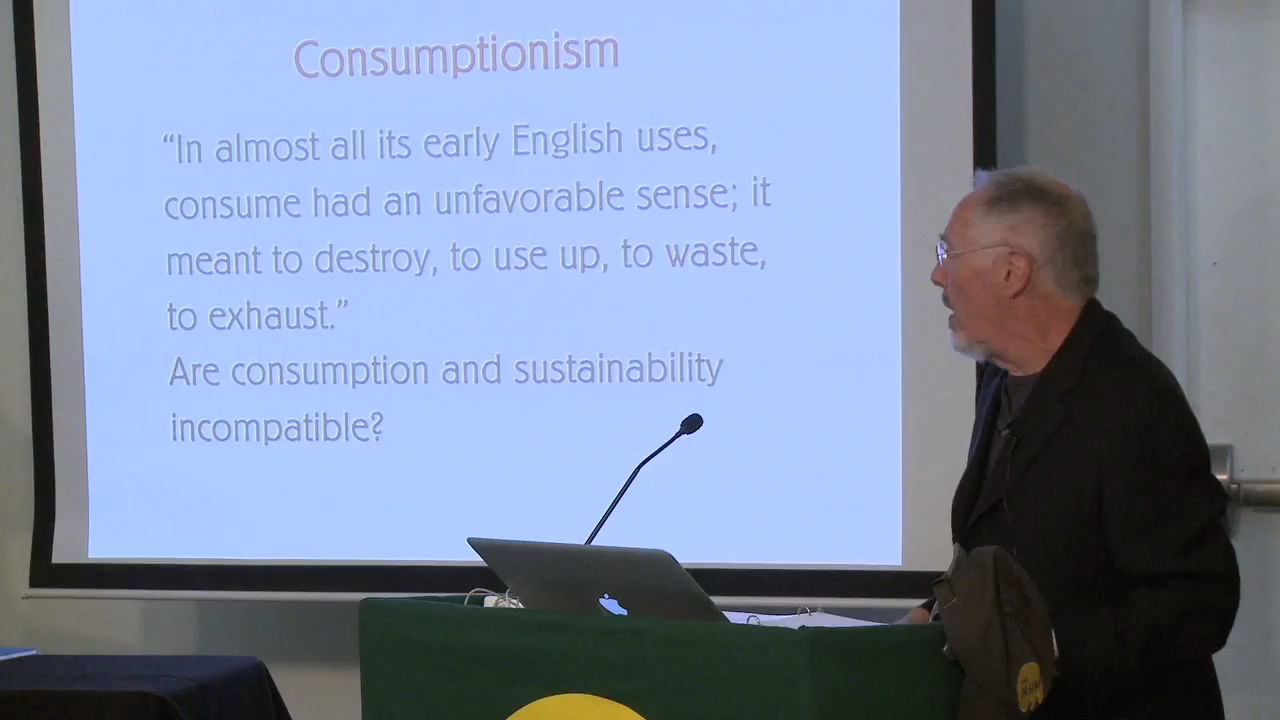 Consumptionism
“In almost all its early English uses,
consume had an unfavorable sense; it
meant to destroy, to use up, to waste,
to exhaust.”
Are consumption and sustainability
incompatible?